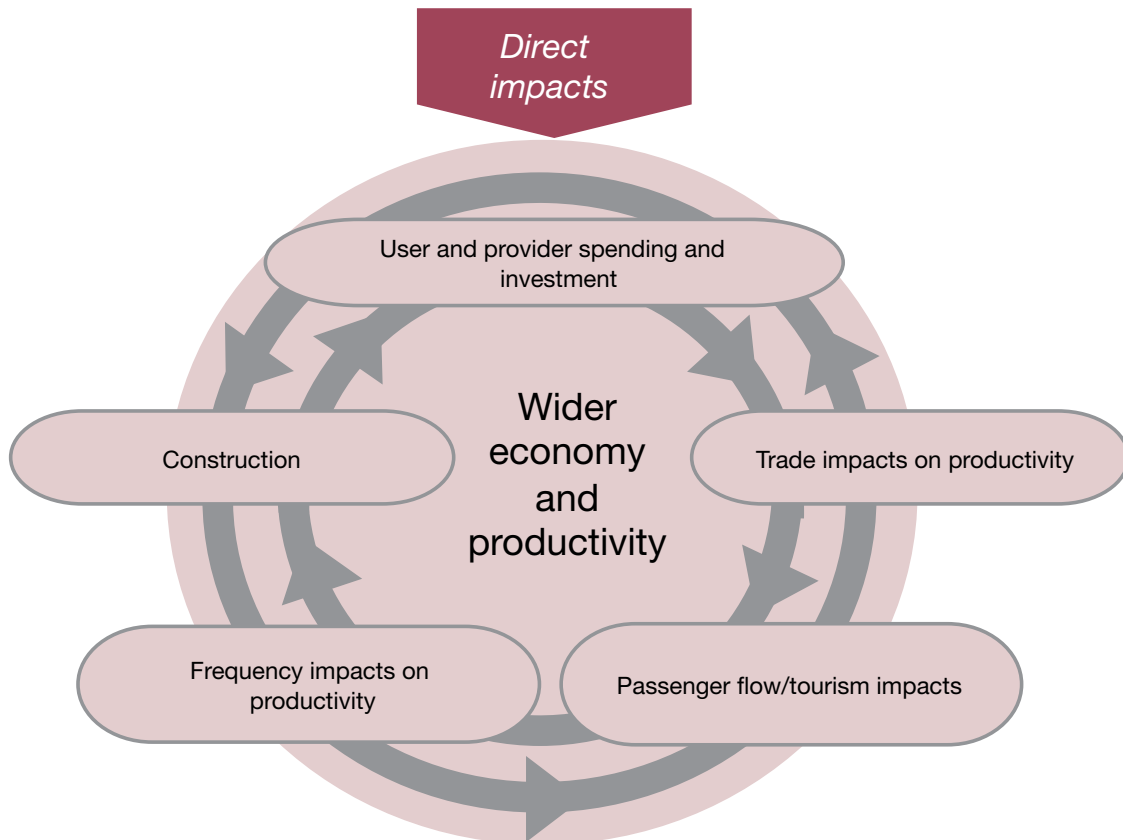 Direct
impacts
User and provider spending and
investment
Wider
economy
and
productivity
Construction
Trade impacts on productivity
Frequency impacts on
productivity
Passenger flow/tourism impacts